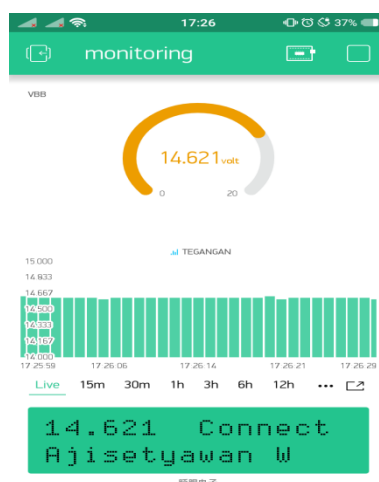 17:26
37%
monitoring
VBB
14.621 volt
0 20
TEGANGAN
15 000
14 833
14 667
14 500
14 333
14 167
14 000
17 25 59 17 26 06 17 26 14 17 26 21 17 26 29
Live 15m 30m 1h 3h 6h 12h ...
14.621 Connect
Ajisetyawan W